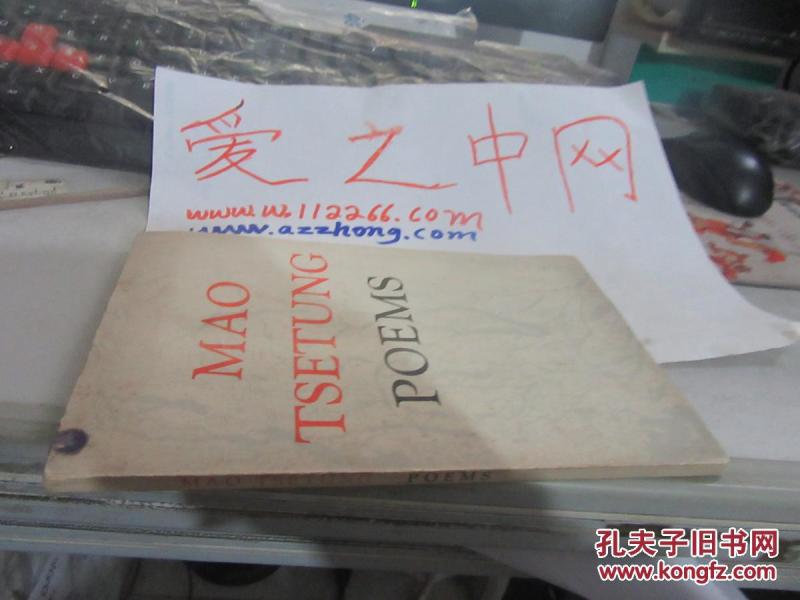 爱之中网
www.w.112266.com
www.azzhong.com
MAO
TSETUNG
POEMS
MAO TSETUNG POEMS
孔夫子旧书网
www.kongfz.com